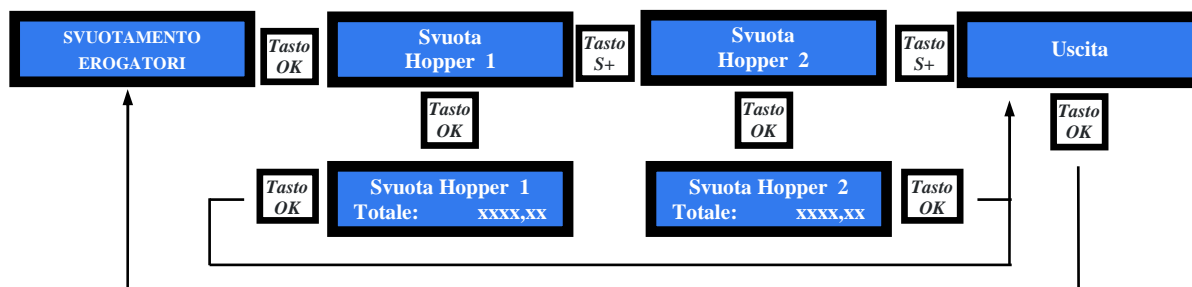 SVUOTAMENTO
EROGATORI
Tasto
OK
Svuota
Hopper 1
Tasto
S+
Svuota
Hopper 2
Tasto
S+
Uscita
Tasto
OK
Tasto
OK
Tasto
OK
Tasto
OK
Svuota Hopper 1
Totale: xxxx,xx
Svuota Hopper 2
Totale: xxxx,xx
Tasto
OK